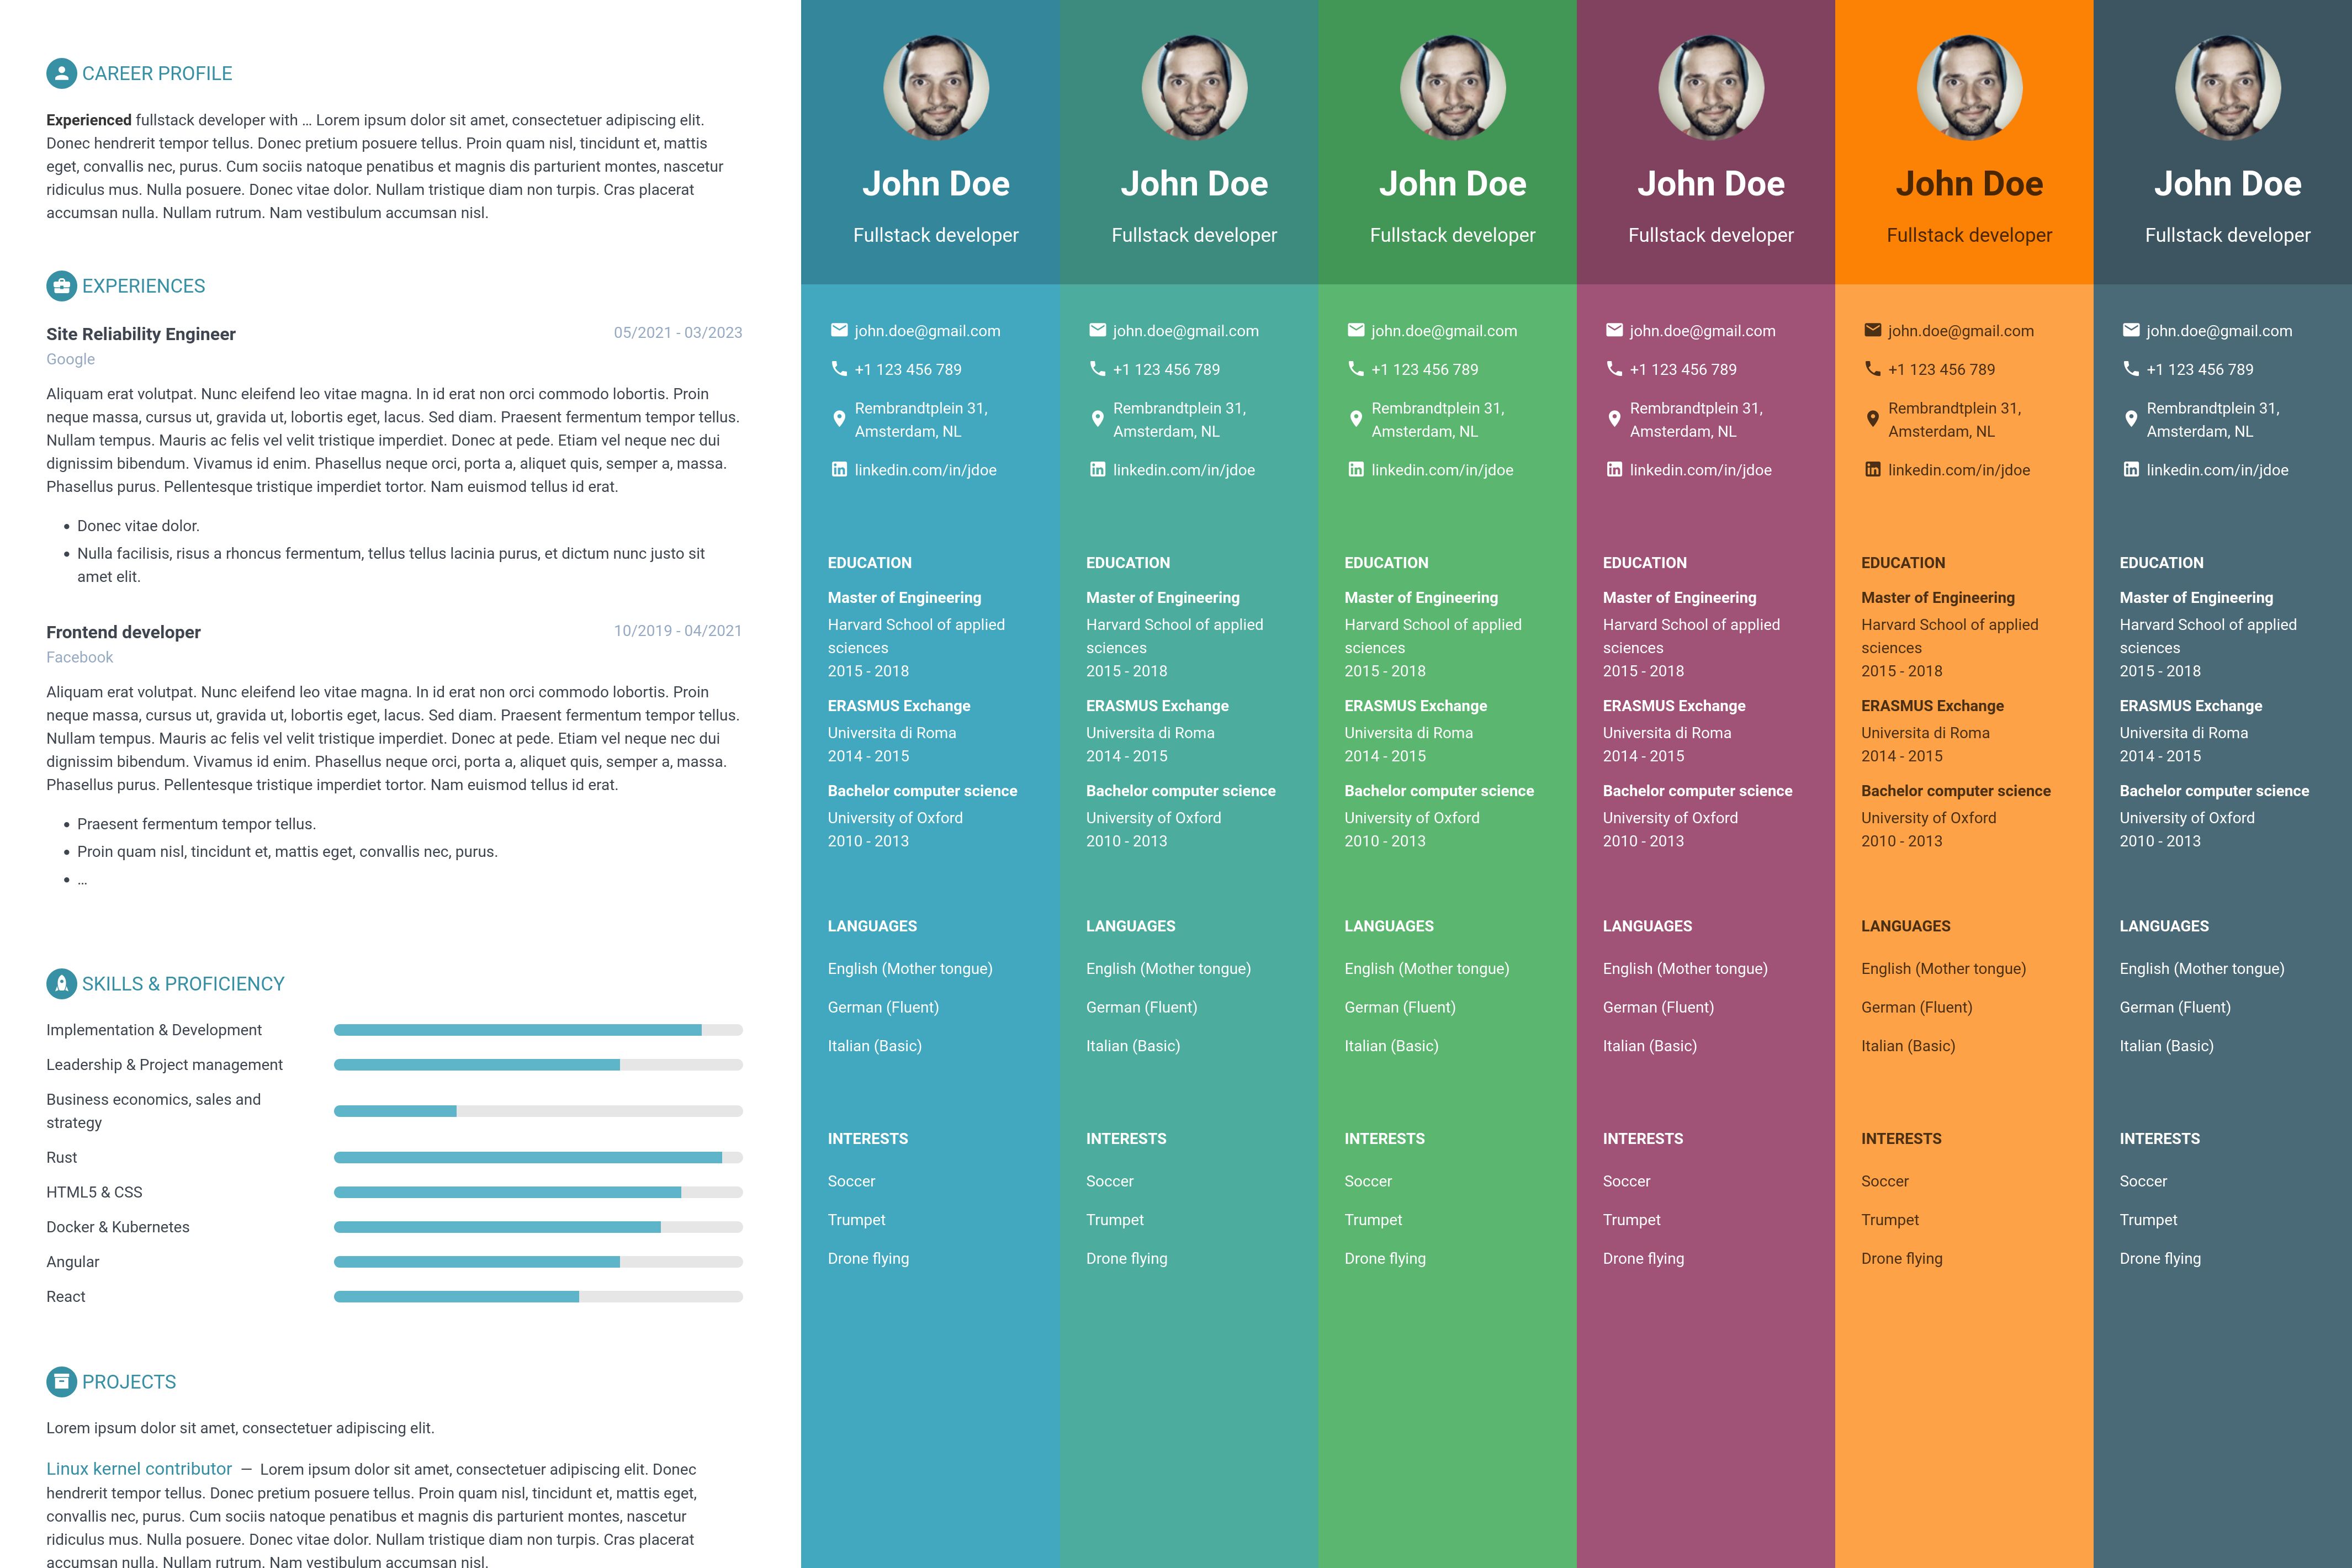 CAREER PROFILE
Experienced fullstack developer with … Lorem ipsum dolor sit amet, consectetuer adipiscing elit.
Donec hendrerit tempor tellus. Donec pretium posuere tellus. Proin quam nisl, tincidunt et, mattis
eget, convallis nec, purus. Cum sociis natoque penatibus et magnis dis parturient montes, nascetur
ridiculus mus. Nulla posuere. Donec vitae dolor. Nullam tristique diam non turpis. Cras placerat
accumsan nulla. Nullam rutrum. Nam vestibulum accumsan nisl.
EXPERIENCES
Site Reliability Engineer 05/2021 - 03/2023
Google
Aliquam erat volutpat. Nunc eleifend leo vitae magna. In id erat non orci commodo lobortis. Proin
neque massa, cursus ut, gravida ut, lobortis eget, lacus. Sed diam. Praesent fermentum tempor tellus.
Nullam tempus. Mauris ac felis vel velit tristique imperdiet. Donec at pede. Etiam vel neque nec dui
dignissim bibendum. Vivamus id enim. Phasellus neque orci, porta a, aliquet quis, semper a, massa.
Phasellus purus. Pellentesque tristique imperdiet tortor. Nam euismod tellus id erat.
• Donec vitae dolor.
• Nulla facilisis, risus a rhoncus fermentum, tellus tellus lacinia purus, et dictum nunc justo sit
amet elit.
Frontend developer 10/2019 - 04/2021
Facebook
Aliquam erat volutpat. Nunc eleifend leo vitae magna. In id erat non orci commodo lobortis. Proin
neque massa, cursus ut, gravida ut, lobortis eget, lacus. Sed diam. Praesent fermentum tempor tellus.
Nullam tempus. Mauris ac felis vel velit tristique imperdiet. Donec at pede. Etiam vel neque nec dui
dignissim bibendum. Vivamus id enim. Phasellus neque orci, porta a, aliquet quis, semper a, massa.
Phasellus purus. Pellentesque tristique imperdiet tortor. Nam euismod tellus id erat.
• Praesent fermentum tempor tellus.
• Proin quam nisl, tincidunt et, mattis eget, convallis nec, purus.
• …
SKILLS & PROFICIENCY
Implementation & Development
Leadership & Project management
Business economics, sales and
strategy
Rust
HTML5 & CSS
Docker & Kubernetes
Angular
React
PROJECTS
Lorem ipsum dolor sit amet, consectetuer adipiscing elit.
Linux kernel contributor — Lorem ipsum dolor sit amet, consectetuer adipiscing elit. Donec
hendrerit tempor tellus. Donec pretium posuere tellus. Proin quam nisl, tincidunt et, mattis eget,
convallis nec, purus. Cum sociis natoque penatibus et magnis dis parturient montes, nascetur
ridiculus mus. Nulla posuere. Donec vitae dolor. Nullam tristique diam non turpis. Cras placerat
accumsan nulla. Nullam rutrum. Nam vestibulum accumsan nisl.
John Doe
Fullstack developer
john.doe@gmail.com
+1 123 456 789
Rembrandtplein 31,
Amsterdam, NL
linkedin.com/in/jdoe
EDUCATION
Master of Engineering
Harvard School of applied
sciences
2015 - 2018
ERASMUS Exchange
Universita di Roma
2014 - 2015
Bachelor computer science
University of Oxford
2010 - 2013
LANGUAGES
English (Mother tongue)
German (Fluent)
Italian (Basic)
INTERESTS
Soccer
Trumpet
Drone flying
John Doe
Fullstack developer
john.doe@gmail.com
+1 123 456 789
Rembrandtplein 31,
Amsterdam, NL
linkedin.com/in/jdoe
EDUCATION
Master of Engineering
Harvard School of applied
sciences
2015 - 2018
ERASMUS Exchange
Universita di Roma
2014 - 2015
Bachelor computer science
University of Oxford
2010 - 2013
LANGUAGES
English (Mother tongue)
German (Fluent)
Italian (Basic)
INTERESTS
Soccer
Trumpet
Drone flying
John Doe
Fullstack developer
john.doe@gmail.com
+1 123 456 789
Rembrandtplein 31,
Amsterdam, NL
linkedin.com/in/jdoe
EDUCATION
Master of Engineering
Harvard School of applied
sciences
2015 - 2018
ERASMUS Exchange
Universita di Roma
2014 - 2015
Bachelor computer science
University of Oxford
2010 - 2013
LANGUAGES
English (Mother tongue)
German (Fluent)
Italian (Basic)
INTERESTS
Soccer
Trumpet
Drone flying
John Doe
Fullstack developer
john.doe@gmail.com
+1 123 456 789
Rembrandtplein 31,
Amsterdam, NL
linkedin.com/in/jdoe
EDUCATION
Master of Engineering
Harvard School of applied
sciences
2015 - 2018
ERASMUS Exchange
Universita di Roma
2014 - 2015
Bachelor computer science
University of Oxford
2010 - 2013
LANGUAGES
English (Mother tongue)
German (Fluent)
Italian (Basic)
INTERESTS
Soccer
Trumpet
Drone flying
John Doe
Fullstack developer
john.doe@gmail.com
+1 123 456 789
Rembrandtplein 31,
Amsterdam, NL
linkedin.com/in/jdoe
EDUCATION
Master of Engineering
Harvard School of applied
sciences
2015 - 2018
ERASMUS Exchange
Universita di Roma
2014 - 2015
Bachelor computer science
University of Oxford
2010 - 2013
LANGUAGES
English (Mother tongue)
German (Fluent)
Italian (Basic)
INTERESTS
Soccer
Trumpet
Drone flying
John Doe
Fullstack developer
john.doe@gmail.com
+1 123 456 789
Rembrandtplein 31,
Amsterdam, NL
linkedin.com/in/jdoe
EDUCATION
Master of Engineering
Harvard School of applied
sciences
2015 - 2018
ERASMUS Exchange
Universita di Roma
2014 - 2015
Bachelor computer science
University of Oxford
2010 - 2013
LANGUAGES
English (Mother tongue)
German (Fluent)
Italian (Basic)
INTERESTS
Soccer
Trumpet
Drone flying